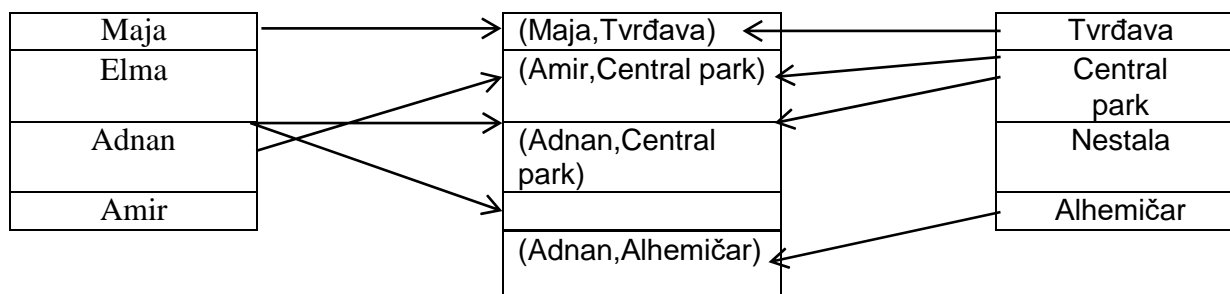 Maja
Elma
Adnan
Amir
(Maja,Tvrđava)
(Amir,Central park)
(Adnan,Central
park)
(Adnan,Alhemičar)
Tvrđava
Central
park
Nestala
Alhemičar